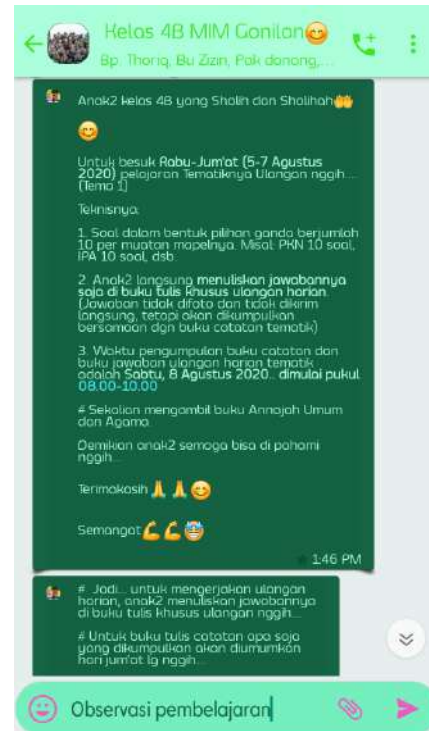 Kelas 4B MIM Gonilan😊
Bp. Thoriq, Bu Zizin, Pak danang,...
Anak2 kelas 4B yang Shalih dan Shalihah🤲
😊
Untuk besuk Rabu-Jum'at (5-7 Agustus
2020) pelajaran Tematiknya Ulangan nggih....
(Tema 1)
Teknisnya:
1. Soal dalam bentuk pilihan ganda berjumlah
10 per muatan mapelnya. Misal: PKN 10 soal,
IPA 10 soal, dsb.
2. Anak2 langsung menuliskan jawabannya
saja di buku tulis khusus ulangan harian.
(Jawaban tidak difoto dan tidak dikirim
langsung, tetapi akan dikumpulkan
bersamaan dgn buku catatan tematik)
3. Waktu pengumpulan buku catatan dan
buku jawaban ulangan harian tematik
adalah Sabtu, 8 Agustus 2020.. dimulai pukul
08.00-10.00
# Sekalian mengambil buku Annajah Umum
dan Agama.
Demikian anak2 semoga bisa di pahami
nggih...
Terimakasih 🙏 🙏 😊
Semangat 💪 💪 🤩
1:46 PM
# Jadi... untuk mengerjakan ulangan
harian, anak2 menuliskan jawabannya
di buku tulis khusus ulangan nggih...
# Untuk buku tulis catatan apa saja
yang dikumpulkan akan diumumkan
hari jum'at lg nggih...
Observasi pembelajaran